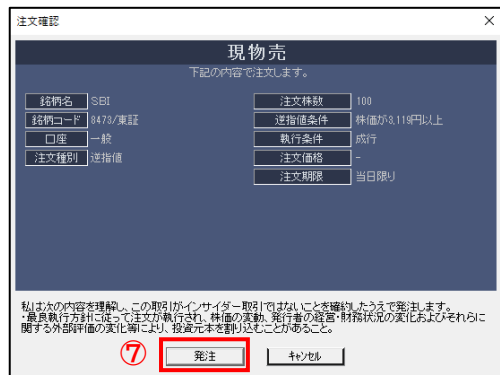 注文確認
現物売
下記の内容で注文します。
銘柄名 SBI
銘柄コード 8473/東証
口座 一般
注文種別 逆指値
注文株数 100
逆指値条件 株価が3,119円以上
執行条件 成行
注文価格 -
注文期限 当日限り
私は次の内容を理解し、この取引がインサイダー取引ではないことを確約したうえで発注します。
・最良執行方針に従って注文が執行され、株価の変動、発行者の経営・財務状況の変化およびそれらに
関する外部評価の変化等により、投資元本を割り込むことがあること。
⑦ 発注 キャンセル